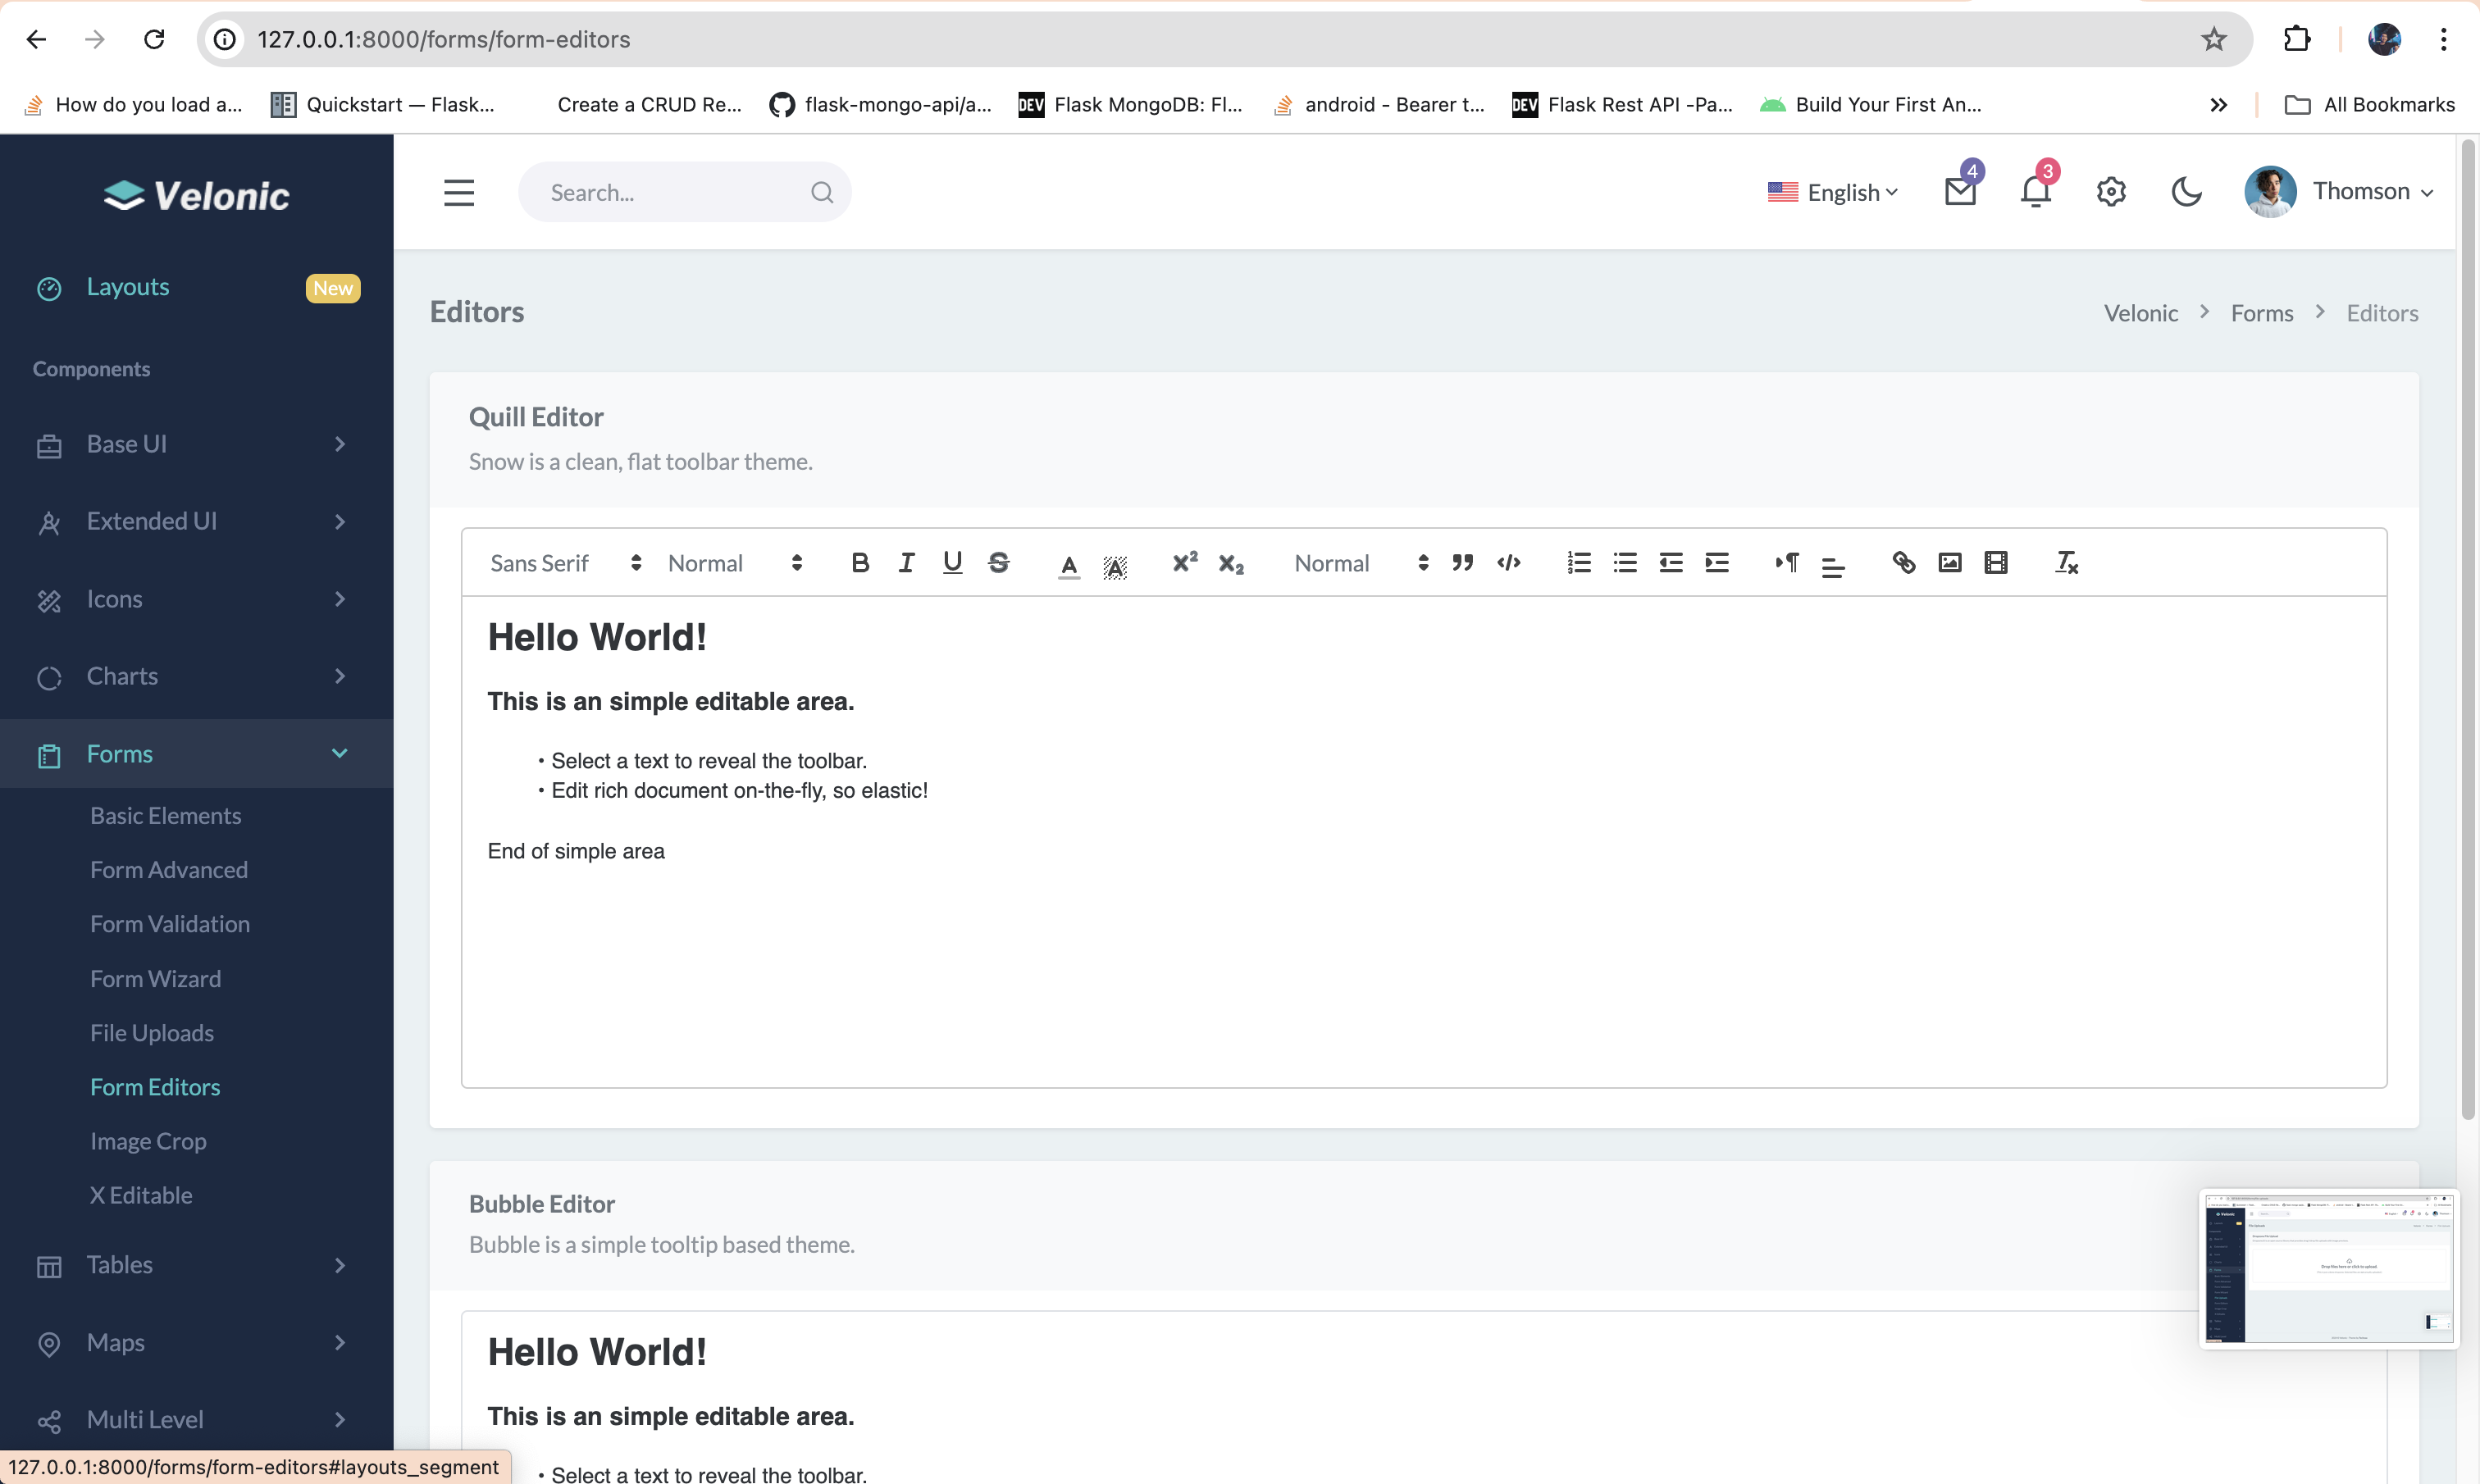 127.0.0.1:8000/forms/form-editors
How do you load a...
Quickstart — Flask...
Create a CRUD Re...
flask-mongo-api/a...
DEV Flask MongoDB: Fl...
android - Bearer t...
DEV Flask Rest API -Pa...
Build Your First An...
All Bookmarks
Velonic
Search...
English
4
3
Thomson
Layouts
New
Components
Base UI
Extended UI
Icons
Charts
Forms
Basic Elements
Form Advanced
Form Validation
Form Wizard
File Uploads
Form Editors
Image Crop
X Editable
Tables
Maps
Multi Level
Editors
Velonic > Forms > Editors
Quill Editor
Snow is a clean, flat toolbar theme.
Sans Serif
Normal
Normal
Hello World!
This is an simple editable area.
• Select a text to reveal the toolbar.
• Edit rich document on-the-fly, so elastic!
End of simple area
Bubble Editor
Bubble is a simple tooltip based theme.
Hello World!
This is an simple editable area.
• Select a text to reveal the toolbar.
127.0.0.1:8000/forms/form-editors#layouts_segment